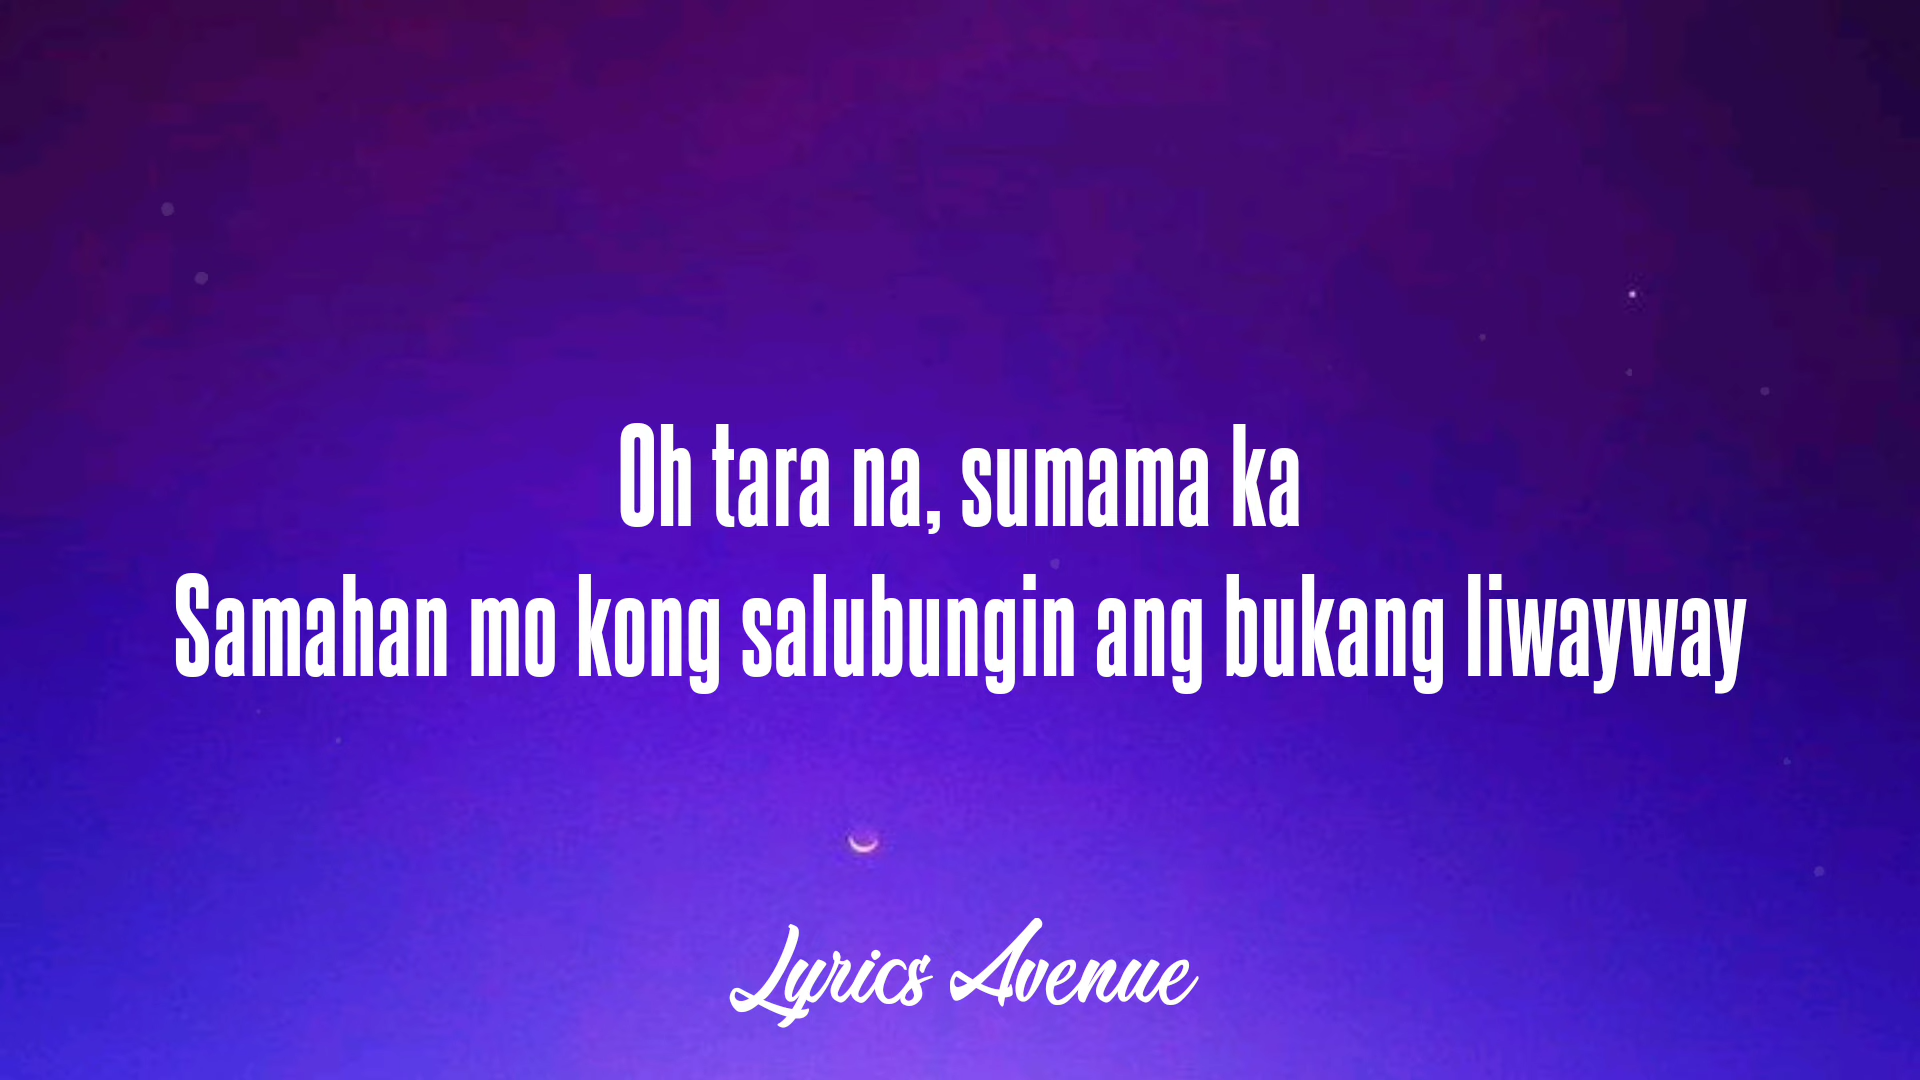 Oh tara na, sumama ka
Samahan mo kong salubungin ang bukang liwayway
Lyrics Avenue